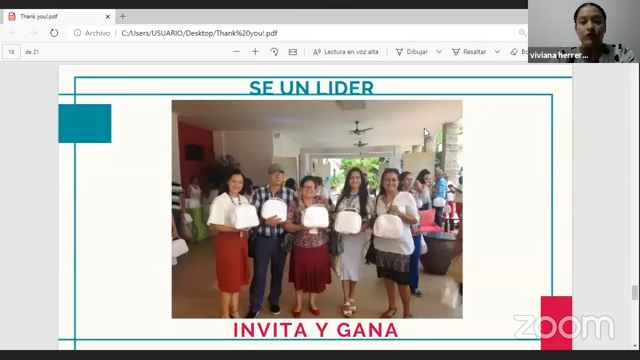 Thank you!.pdf
Archivo
C:/Users/USUARIO/Desktop/Thank%20you!.pdf
18 de 21
Lectura en voz alta
Dibujar
Resaltar
viviana herrer...
SE UN LIDER
INVITA Y GANA
zoom